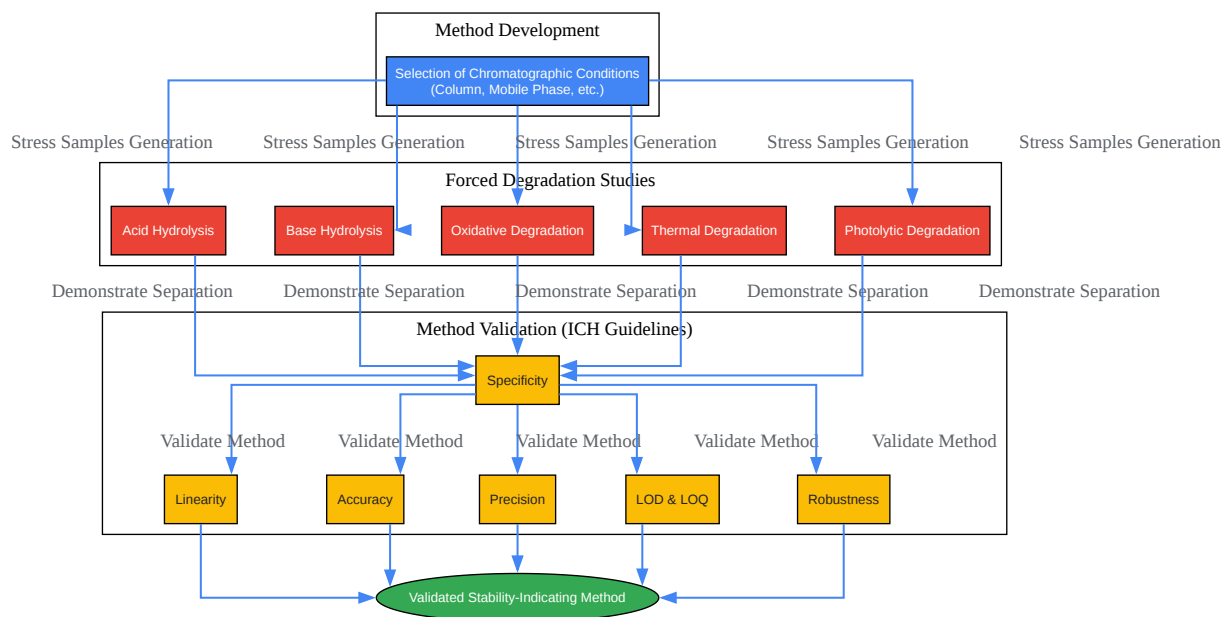 Method Development
Selection of Chromatographic Conditions
(Column, Mobile Phase, etc.)
Stress Samples Generation
Stress Samples Generation
Stress Samples Generation
Stress Samples Generation
Stress Samples Generation
Forced Degradation Studies
Acid Hydrolysis
Base Hydrolysis
Oxidative Degradation
Thermal Degradation
Photolytic Degradation
Demonstrate Separation
Demonstrate Separation
Demonstrate Separation
Demonstrate Separation
Demonstrate Separation
Method Validation (ICH Guidelines)
Specificity
Validate Method
Validate Method
Validate Method
Validate Method
Validate Method
Linearity
Accuracy
Precision
LOD & LOQ
Robustness
Validated Stability-Indicating Method